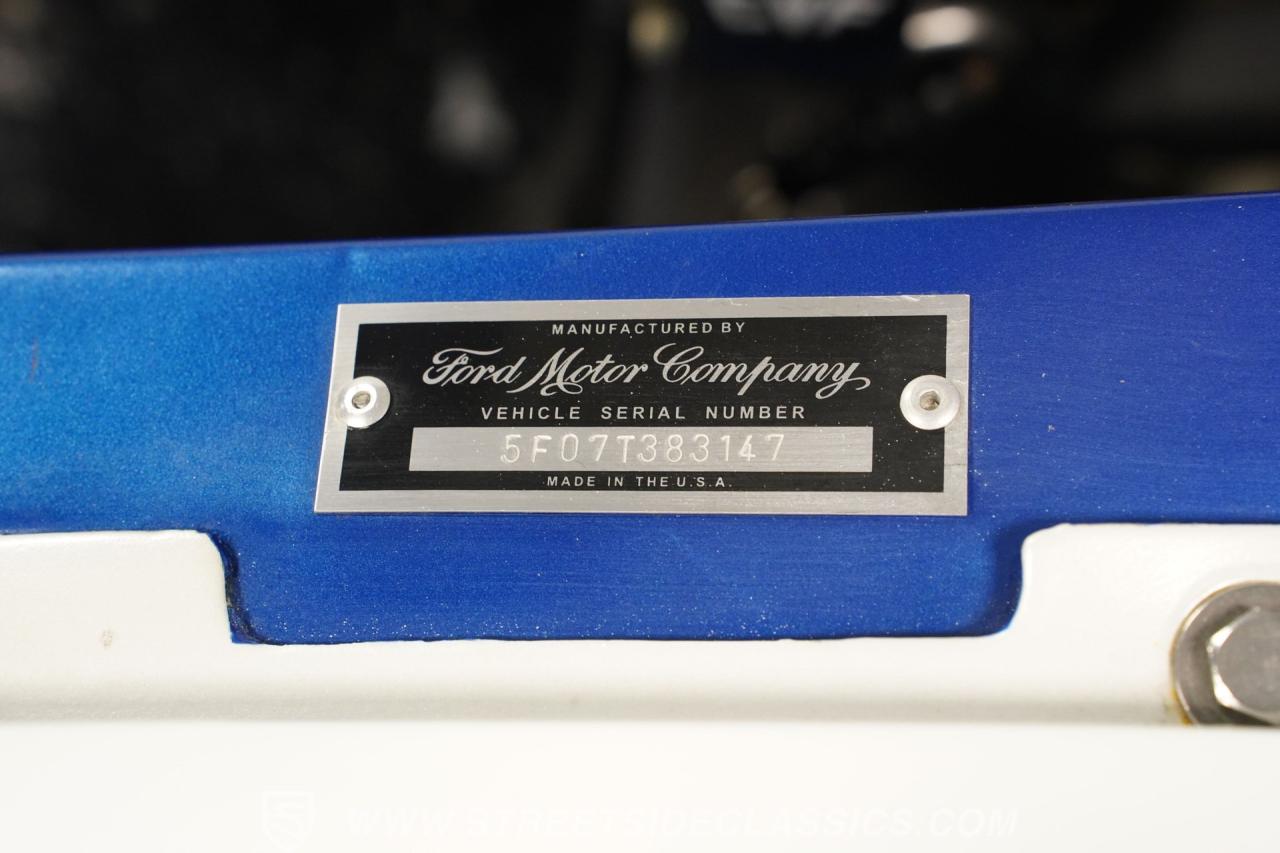 MANUFACTURED BY
Ford Motor Company
VEHICLE SERIAL NUMBER
5F07T383147
MADE IN THE U.S.A.
WWW.STREETSIDECLASSICS.COM